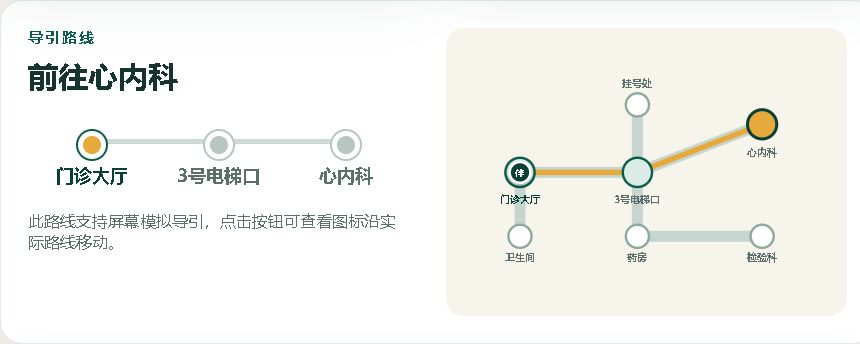 导引路线
前往心内科
门诊大厅
3号电梯口
心内科
此路线支持屏幕模拟导引，点击按钮可查看图标沿实
际路线移动。
挂号处
心内科
伴
门诊大厅
3号电梯口
卫生间
药房
检验科